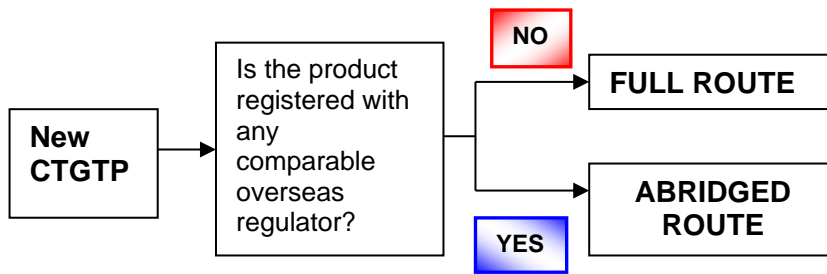 New
CTGTP
Is the product
registered with
any
comparable
overseas
regulator?
NO
FULL ROUTE
YES
ABRIDGED
ROUTE